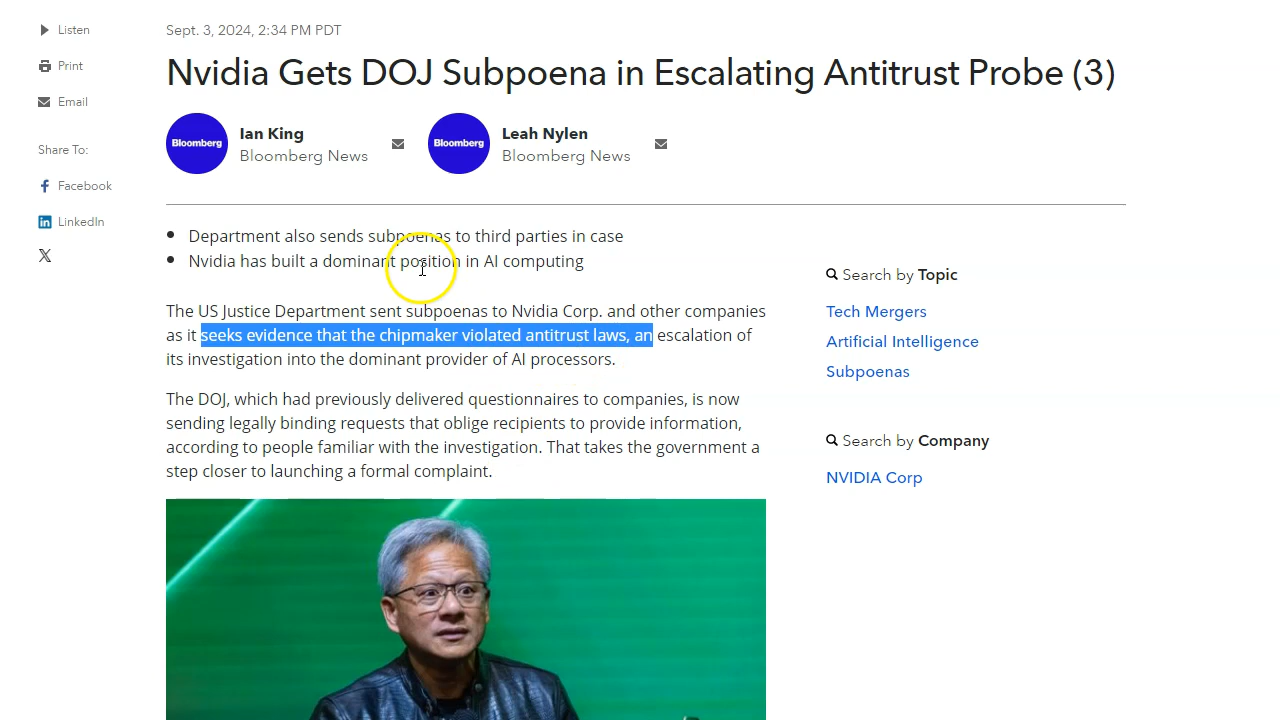 Listen
Print
Email
Share To:
Facebook
LinkedIn
Sept. 3, 2024, 2:34 PM PDT
Nvidia Gets DOJ Subpoena in Escalating Antitrust Probe (3)
Bloomberg
Ian King
Bloomberg News
Bloomberg
Leah Nylen
Bloomberg News
Department also sends subpoenas to third parties in case
Nvidia has built a dominant position in AI computing
The US Justice Department sent subpoenas to Nvidia Corp. and other companies
as it seeks evidence that the chipmaker violated antitrust laws, an escalation of
its investigation into the dominant provider of AI processors.
The DOJ, which had previously delivered questionnaires to companies, is now
sending legally binding requests that oblige recipients to provide information,
according to people familiar with the investigation. That takes the government a
step closer to launching a formal complaint.
Search by Topic
Tech Mergers
Artificial Intelligence
Subpoenas
Search by Company
NVIDIA Corp